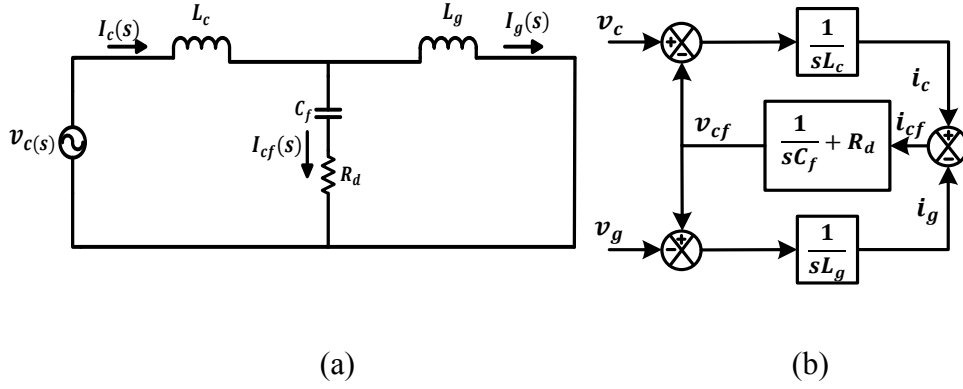 I_c(s)
L_c
L_g
I_g(s)
v_c(s)
C_f
I_cf(s)
R_d
(a)
v_c
+
-
1
sL_c
i_c
v_cf
1
sC_f
+ R_d
i_cf
+
-
i_g
v_g
+
-
1
sL_g
(b)